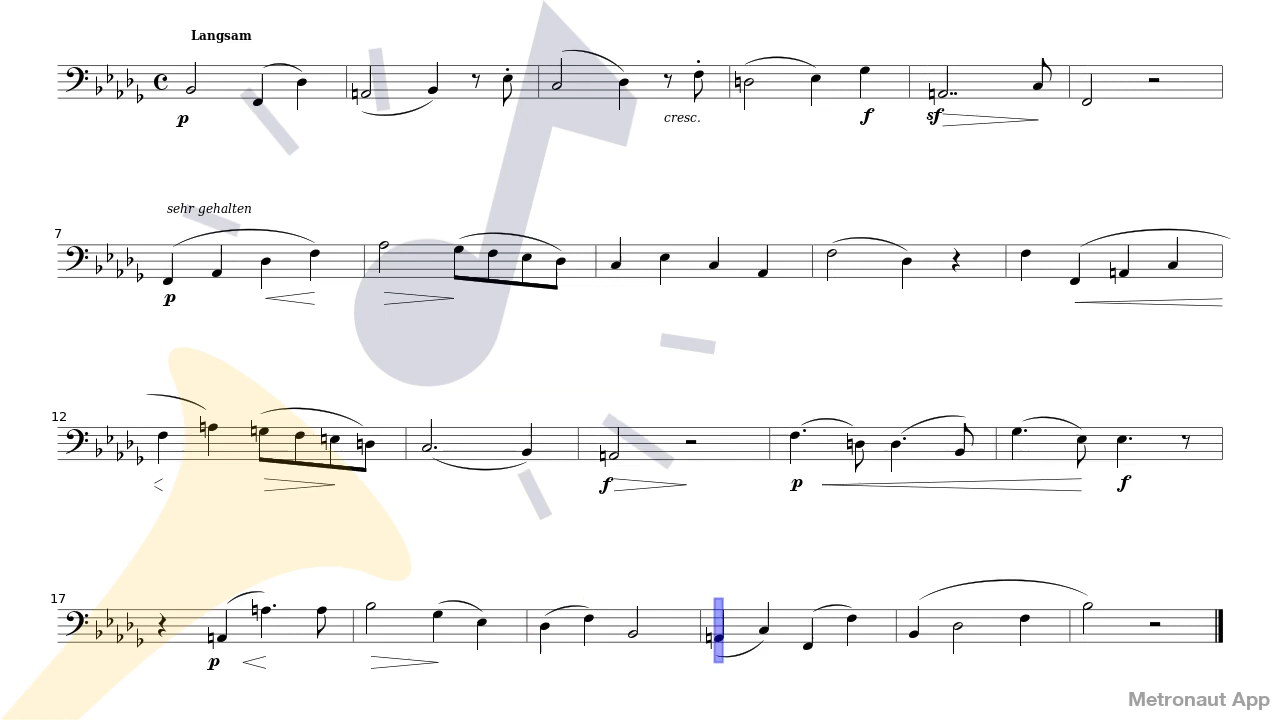 Langsam
p
cresc.
f
sf
sehr gehalten
7
p
12
f
p
f
17
p
Metronaut App